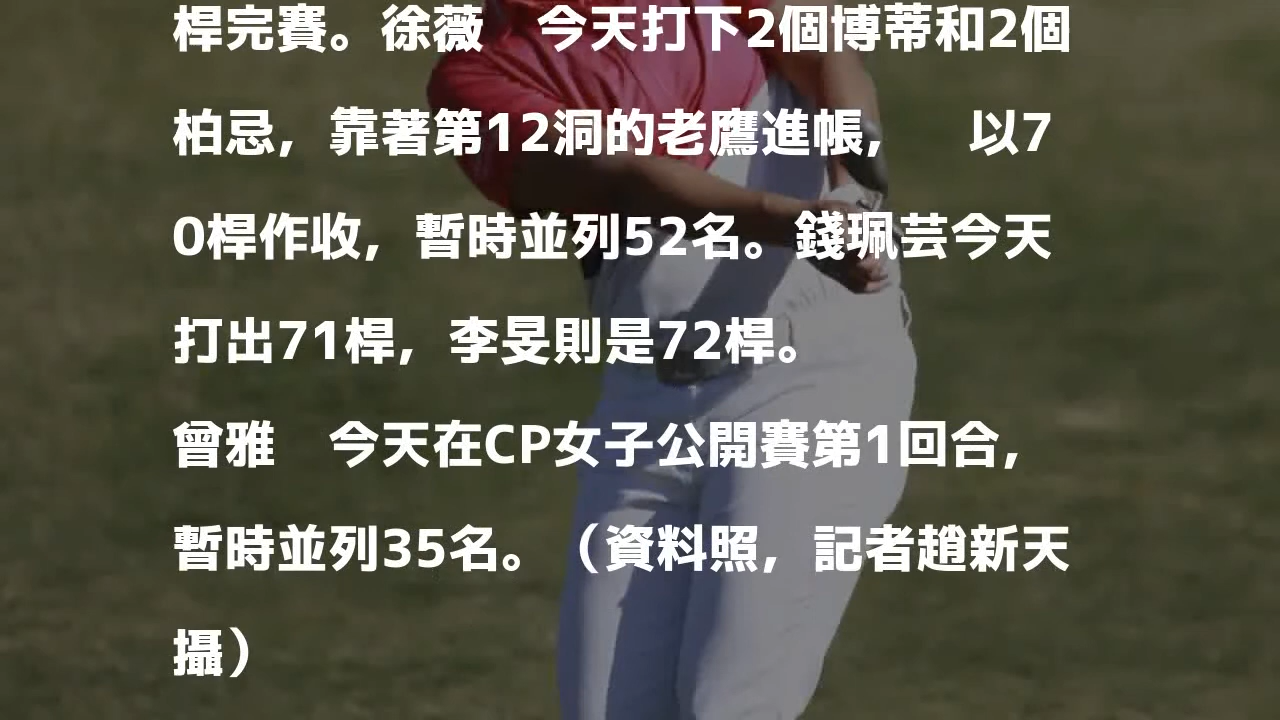 桿完賽。徐薇　今天打下2個博蒂和2個
柏忌，靠著第12洞的老鷹進帳，　　以7
0桿作收，暫時並列52名。錢珮芸今天
打出71桿，李旻則是72桿。
曾雅　今天在CP女子公開賽第1回合，
暫時並列35名。（資料照，記者趙新天
攝）